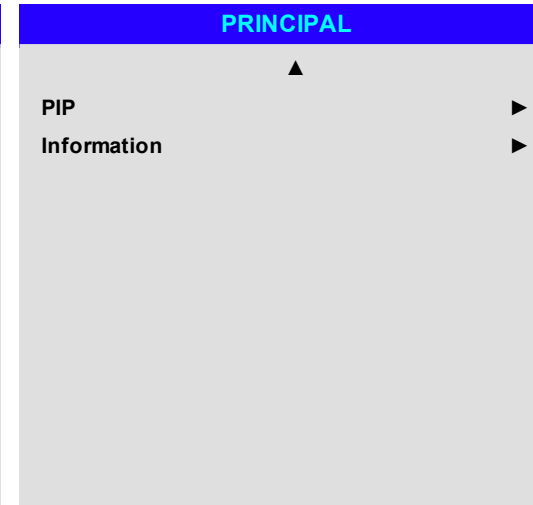 PRINCIPAL
▲
PIP ►
Information ►